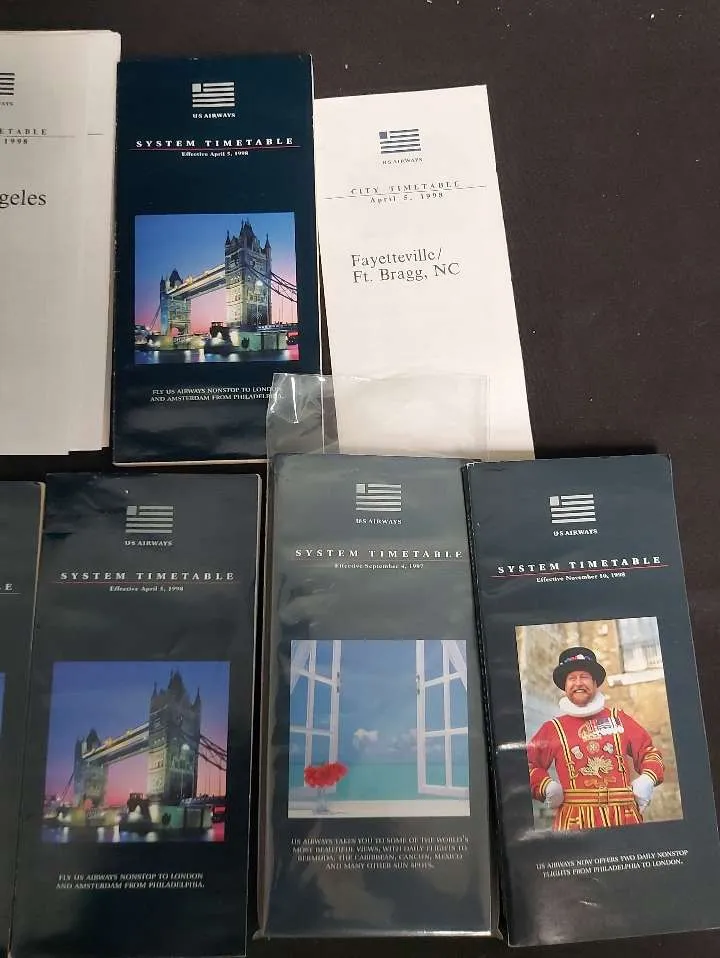 ETABLE
1998
geles
US AIRWAYS
SYSTEM TIMETABLE
Effective April 5, 1998
FLY US AIRWAYS NONSTOP TO LONDON
AND AMSTERDAM FROM PHILADELPHIA.
US AIRWAYS
CITY TIMETABLE
April 5, 1998
Fayetteville/
Ft. Bragg, NC
E
US AIRWAYS
SYSTEM TIMETABLE
Effective April 5, 1998
FLY US AIRWAYS NONSTOP TO LONDON
AND AMSTERDAM FROM PHILADELPHIA.
US AIRWAYS
SYSTEM TIMETABLE
Effective September 4, 1997
US AIRWAYS TAKES YOU TO SOME OF THE WORLD'S
MOST BEAUTIFUL VIEWS, WITH DAILY FLIGHTS TO
BERMUDA, THE CARIBBEAN, CANCUN, MEXICO
AND MANY OTHER SUN SPOTS.
US AIRWAYS
SYSTEM TIMETABLE
Effective November 10, 1998
US AIRWAYS NOW OFFERS TWO DAILY NONSTOP
FLIGHTS FROM PHILADELPHIA TO LONDON.